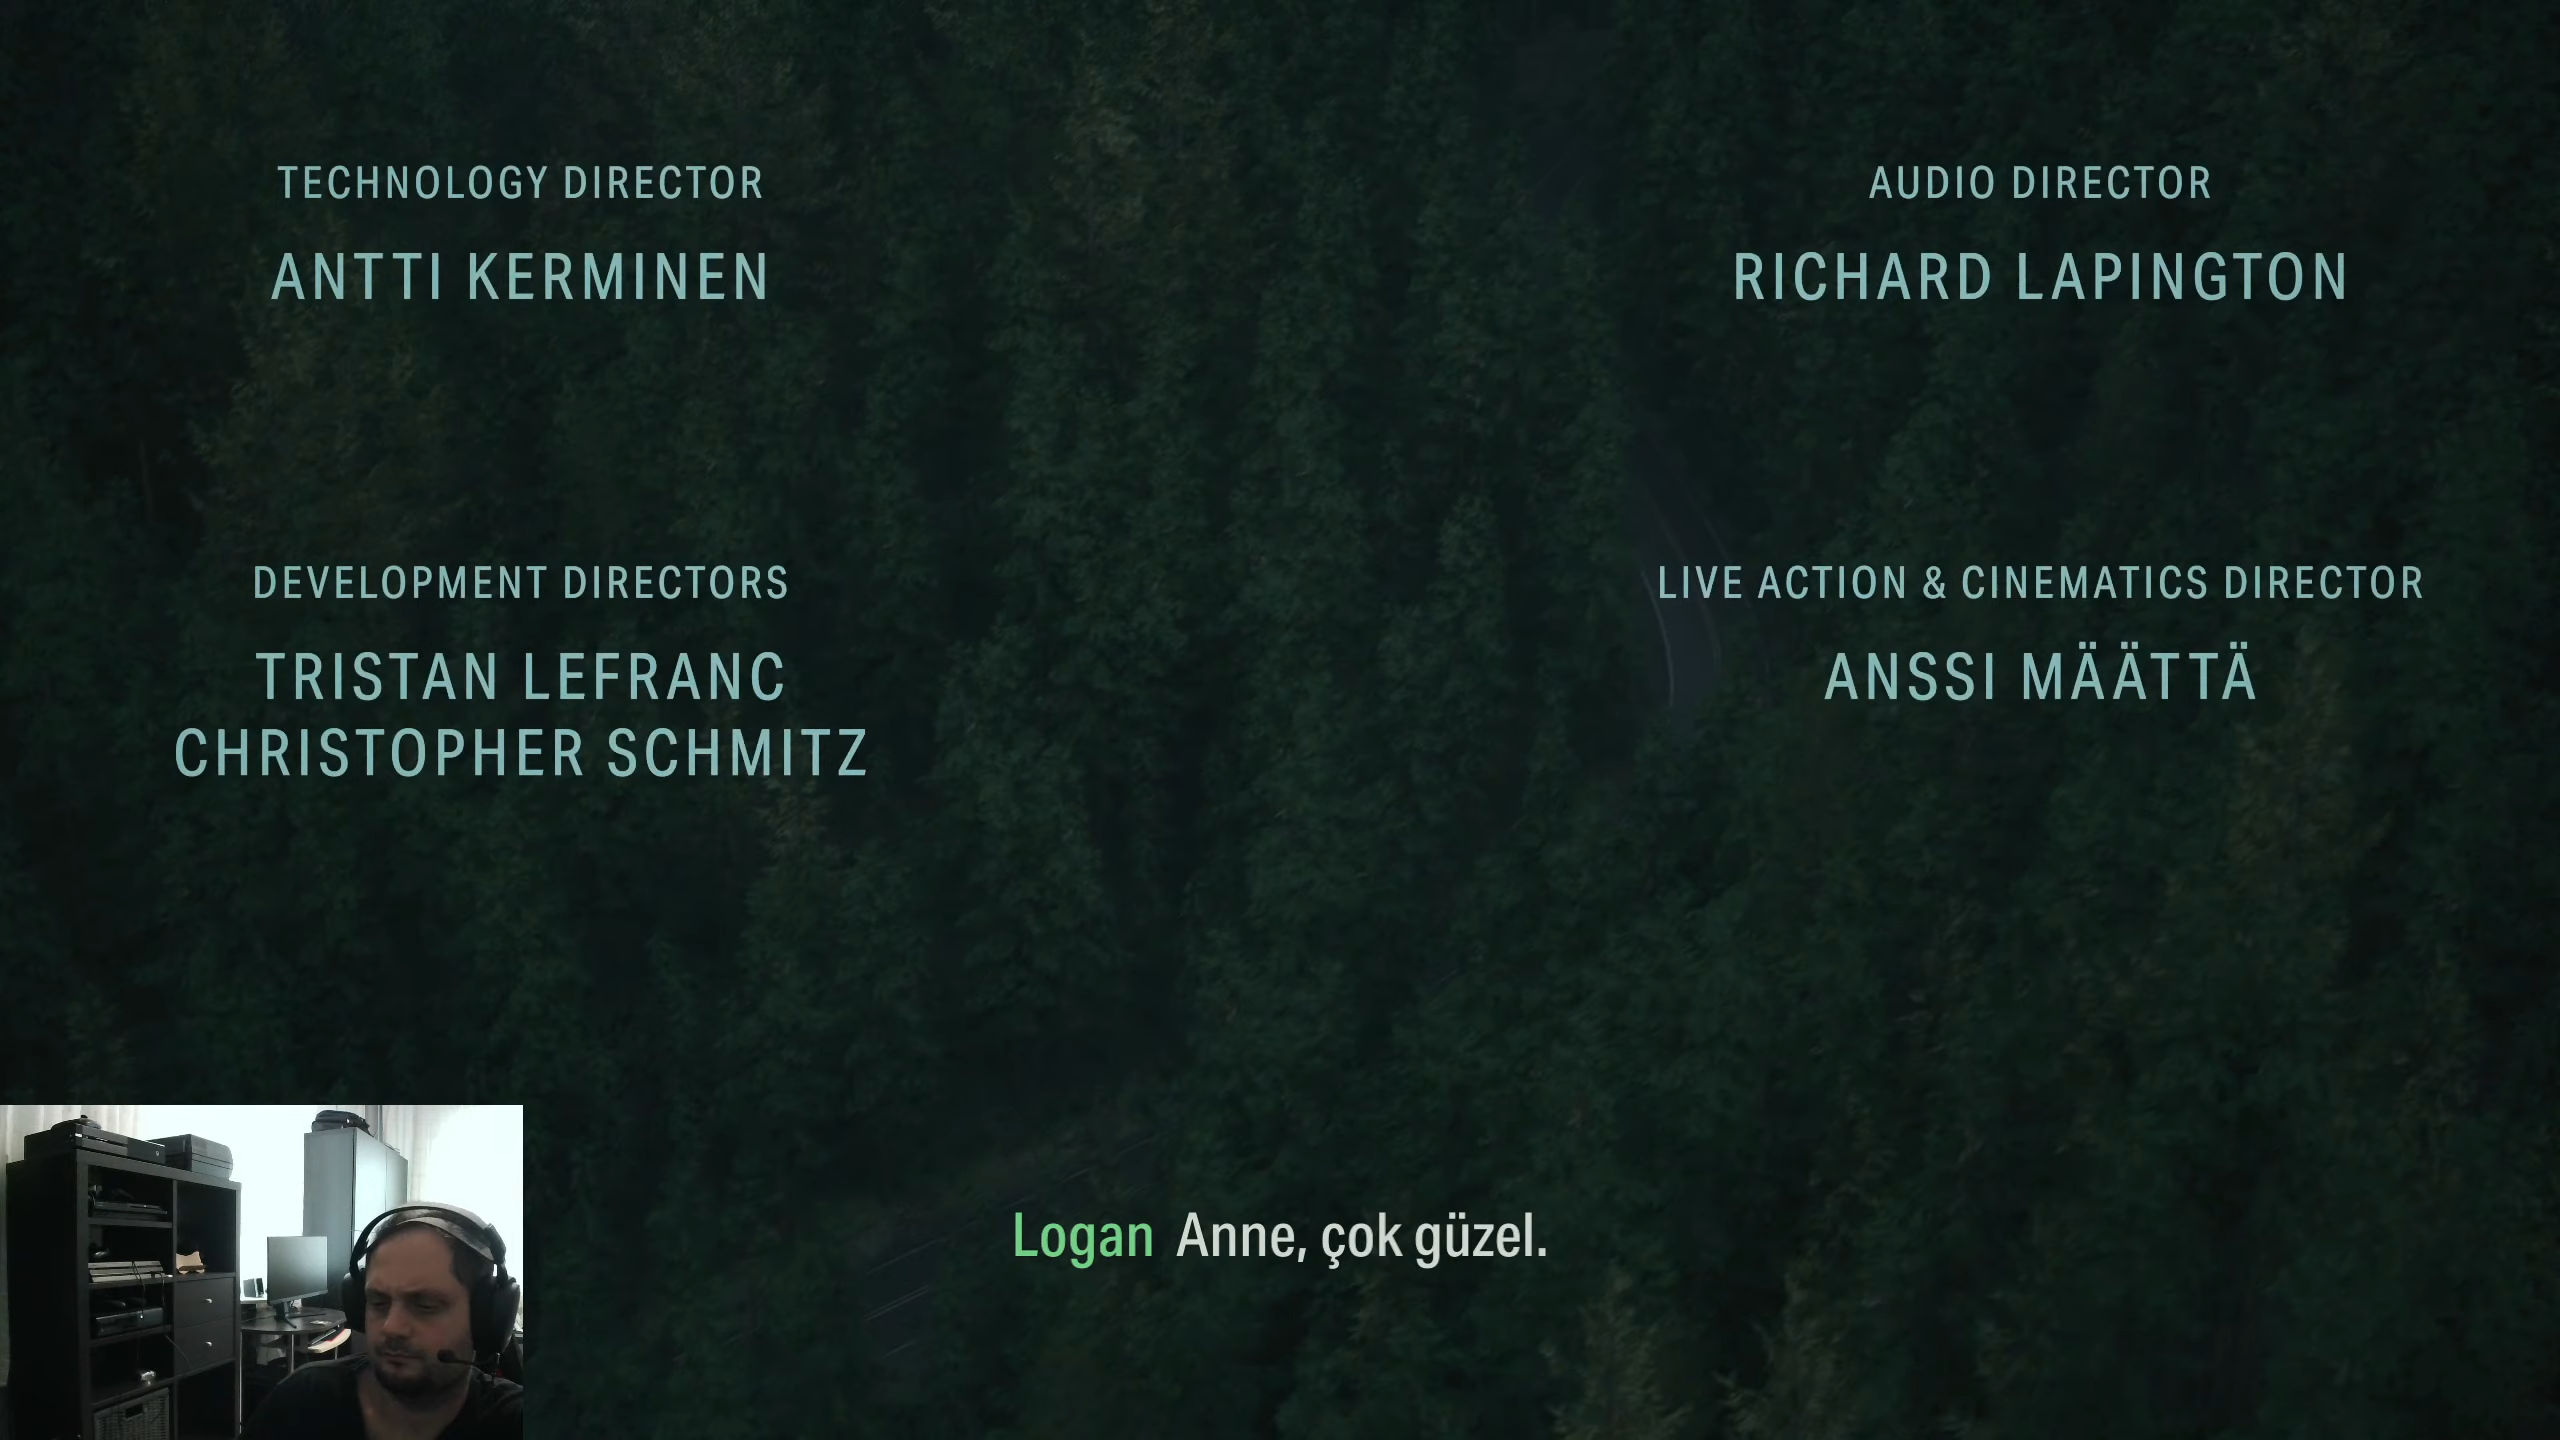 TECHNOLOGY DIRECTOR
ANTTI KERMINEN
AUDIO DIRECTOR
RICHARD LAPINGTON
DEVELOPMENT DIRECTORS
TRISTAN LEFRANC
CHRISTOPHER SCHMITZ
LIVE ACTION & CINEMATICS DIRECTOR
ANSSI MÄÄTTÄ
Logan Anne, çok güzel.